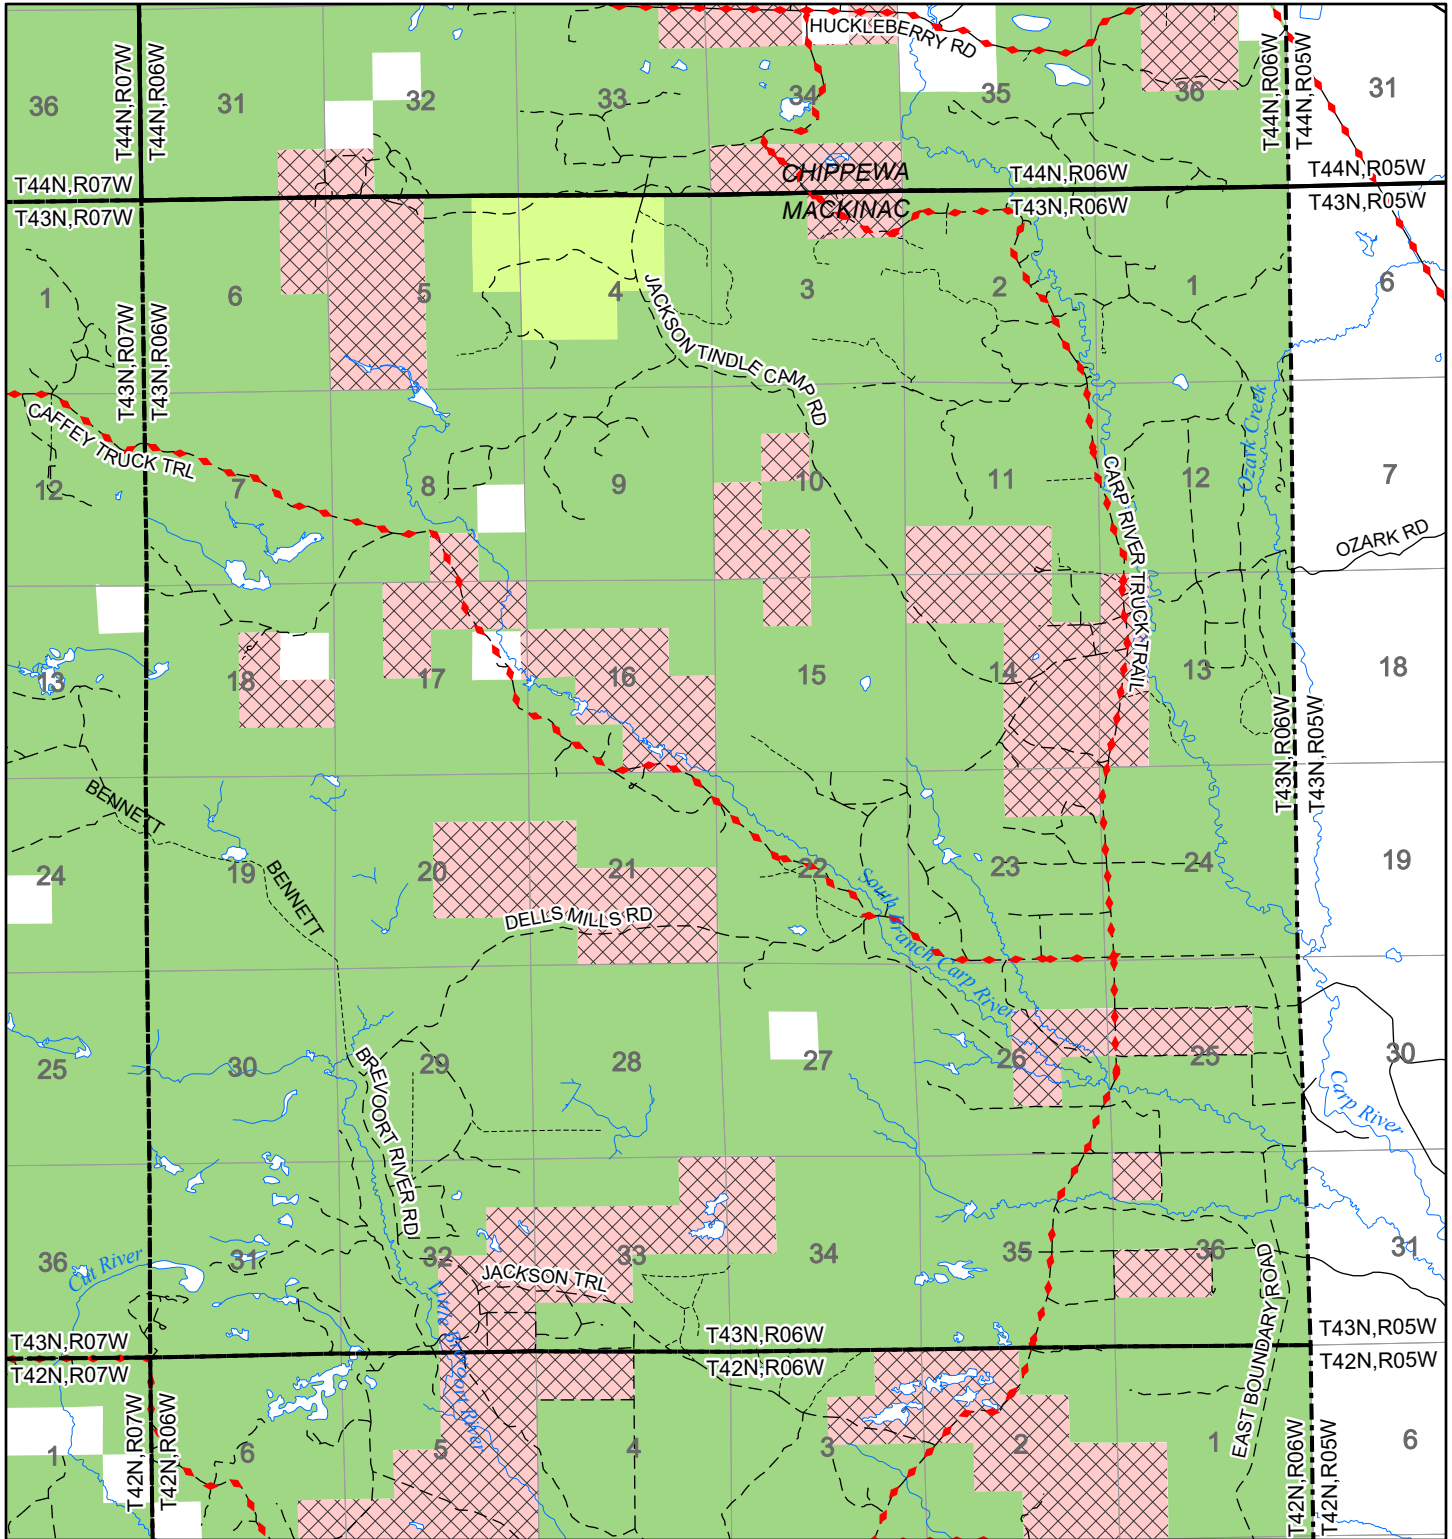 HUCKLEBERRY RD
36
T44N,R07W
T44N,R06W
31
32
33
34
35
36
T44N,R06W
T44N,R05W
31
T44N,R07W
CHIPPEWA
T44N,R06W
T44N,R05W
T43N,R07W
MACKINAC
T43N,R06W
T43N,R05W
1
T43N,R07W
T43N,R06W
6
5
4
3
2
1
6
JACKSON TINDLE CAMP RD
CAFFEY TRUCK TRL
Ozark Creek
12
7
8
9
10
11
12
7
CARP RIVER TRUCK TRAIL
OZARK RD
13
18
17
16
15
14
13
18
T43N,R06W
T43N,R05W
BENNETT
24
19
BENNETT
20
21
22
23
24
19
DELLS MILLS RD
South Branch Carp River
25
30
29
28
27
26
25
30
BREVOORT RIVER RD
Carp River
36
Cut River
31
32
33
34
35
36
31
JACKSON TRL
EAST BOUNDARY ROAD
Little Brevoort River
T43N,R07W
T43N,R06W
T43N,R05W
T42N,R07W
T42N,R06W
T42N,R05W
1
T42N,R07W
T42N,R06W
6
5
4
3
2
1
T42N,R06W
T42N,R05W
6